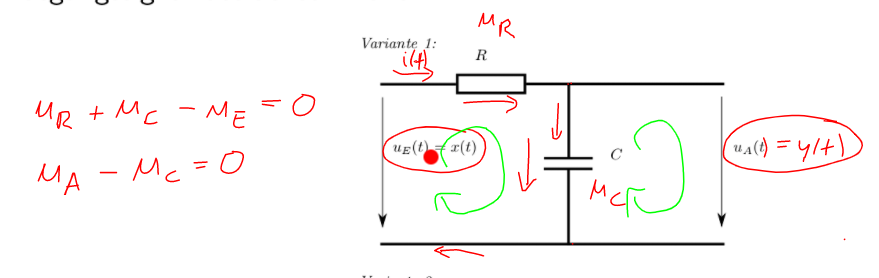 u_R
Variante 1:
R
i(t)
u_R + u_C - u_E = 0
u_E(t) = x(t)
C
u_A(t) = y(t)
u_A - u_C = 0
u_C